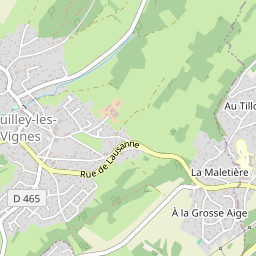 uilley-les-
Vignes
Au Tillo
Rue de Lausanne
La Maletière
D 465
À la Grosse Aige